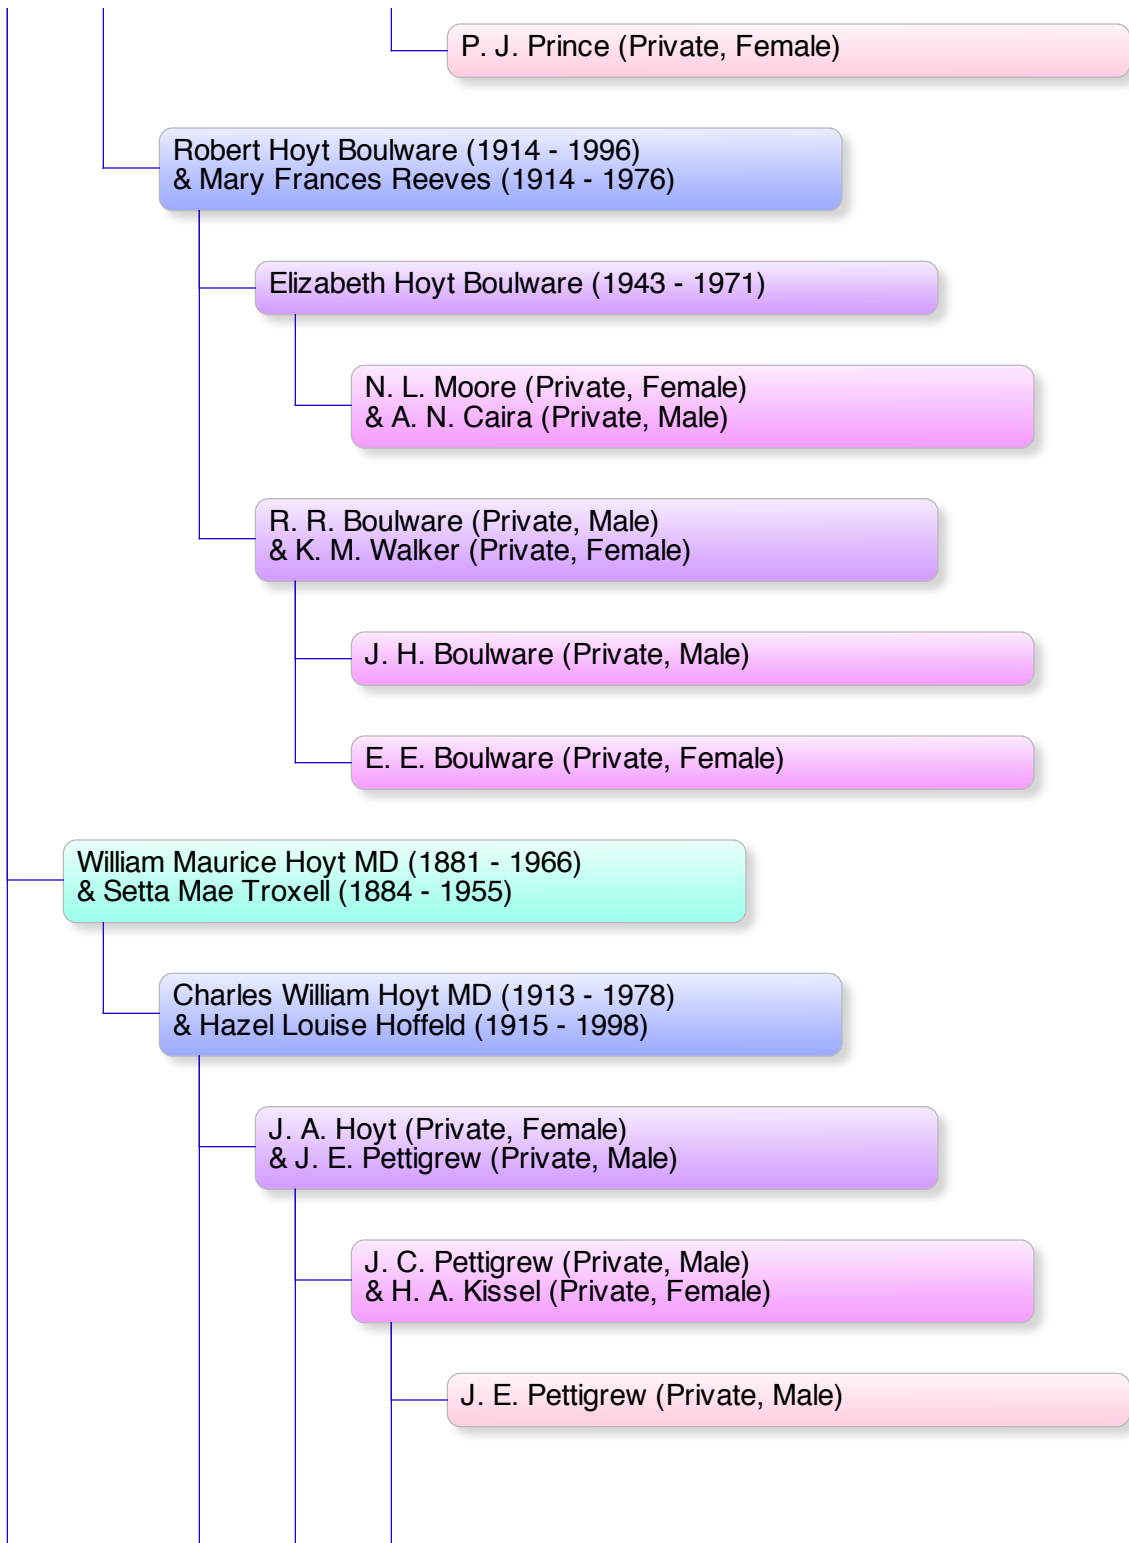 P. J. Prince (Private, Female)
Robert Hoyt Boulware (1914 - 1996)
& Mary Frances Reeves (1914 - 1976)
Elizabeth Hoyt Boulware (1943 - 1971)
N. L. Moore (Private, Female)
& A. N. Caira (Private, Male)
R. R. Boulware (Private, Male)
& K. M. Walker (Private, Female)
J. H. Boulware (Private, Male)
E. E. Boulware (Private, Female)
William Maurice Hoyt MD (1881 - 1966)
& Setta Mae Troxell (1884 - 1955)
Charles William Hoyt MD (1913 - 1978)
& Hazel Louise Hoffeld (1915 - 1998)
J. A. Hoyt (Private, Female)
& J. E. Pettigrew (Private, Male)
J. C. Pettigrew (Private, Male)
& H. A. Kissel (Private, Female)
J. E. Pettigrew (Private, Male)